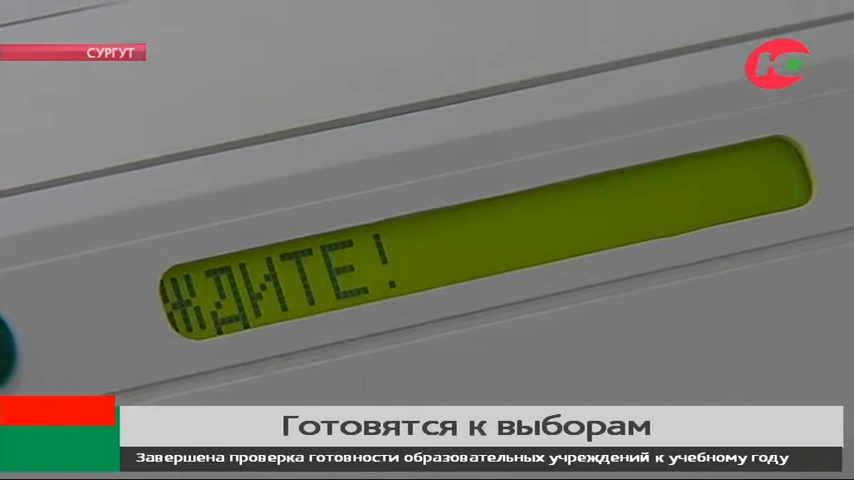 СУРГУТ
Ю
ЖДИТЕ!
Готовятся к выборам
Завершена проверка готовности образовательных учреждений к учебному году